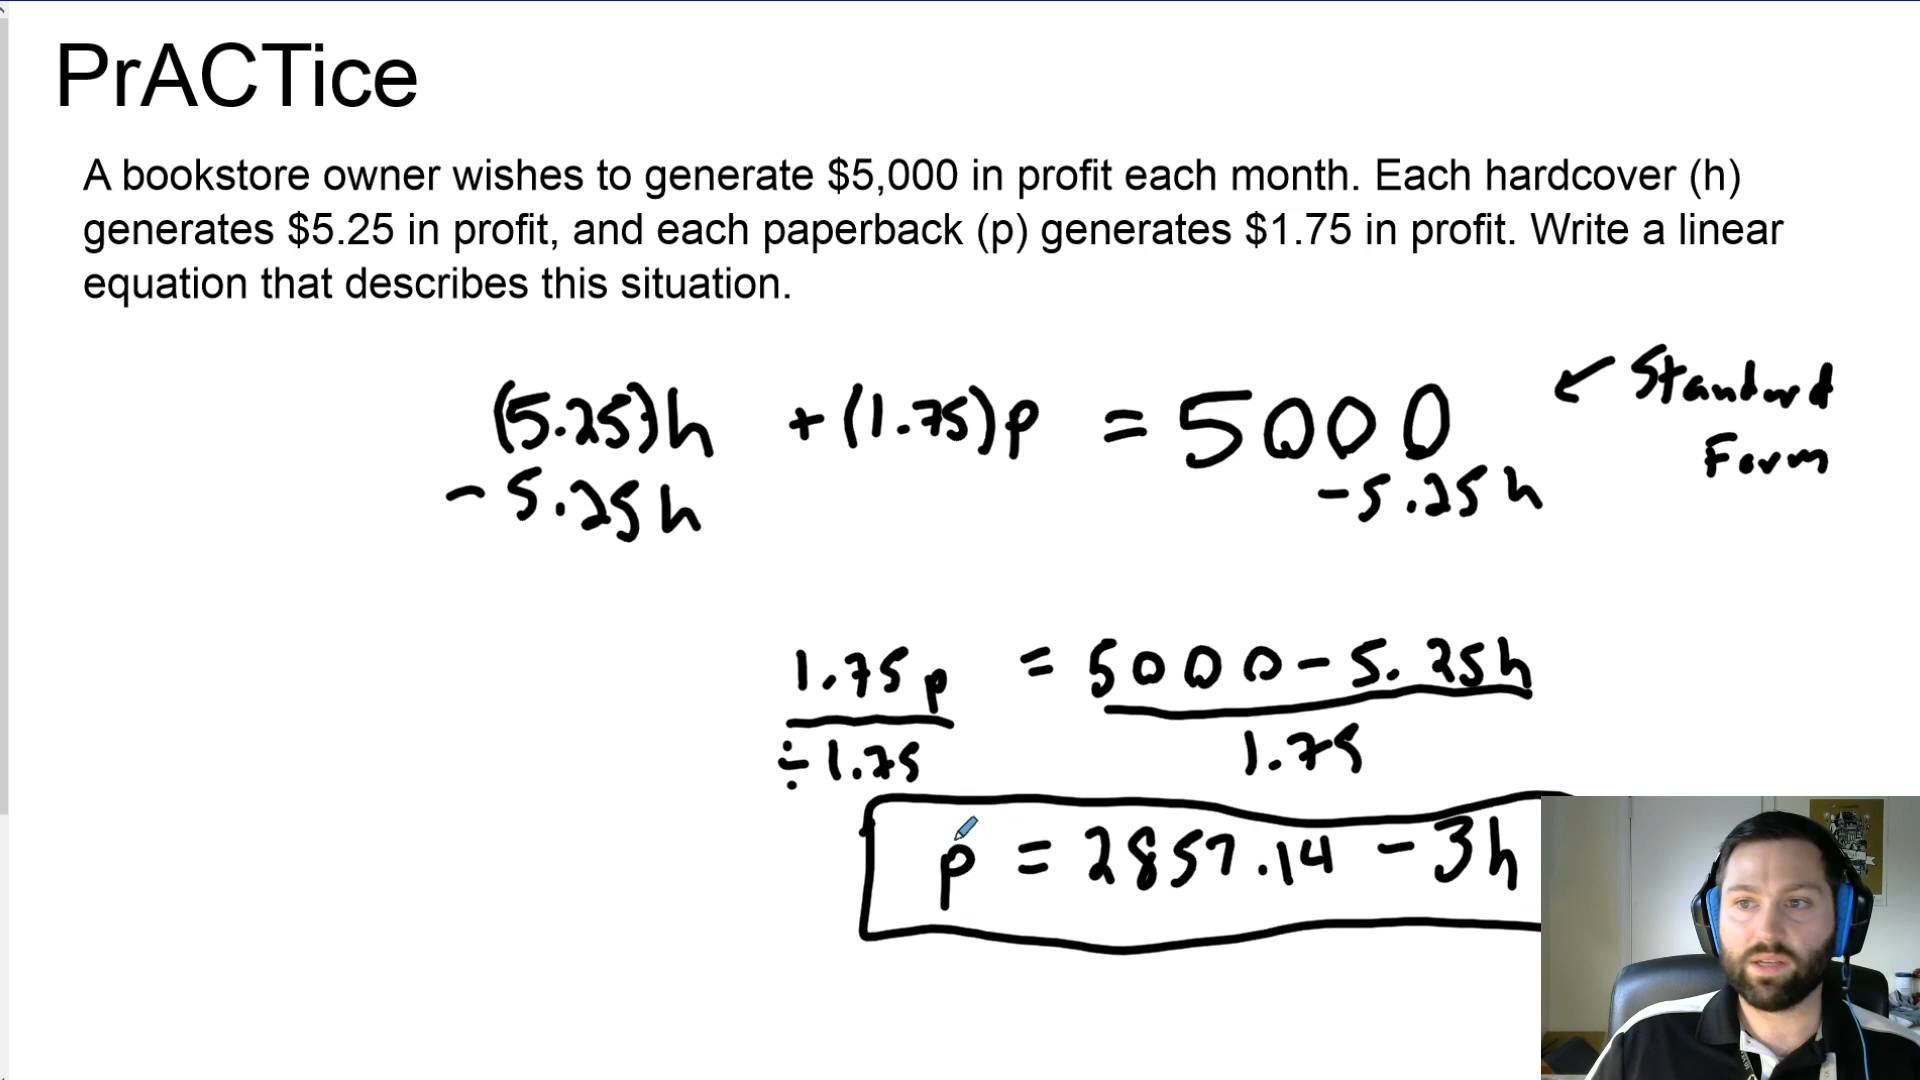 PrACTice
A bookstore owner wishes to generate $5,000 in profit each month. Each hardcover (h)
generates $5.25 in profit, and each paperback (p) generates $1.75 in profit. Write a linear
equation that describes this situation.
(5.25)h + (1.75)p = 5000
Standard
Form
- 5.25h - 5.25h
1.75p = 5000 - 5.25h
÷ 1.75 1.75
p = 2857.14 - 3h